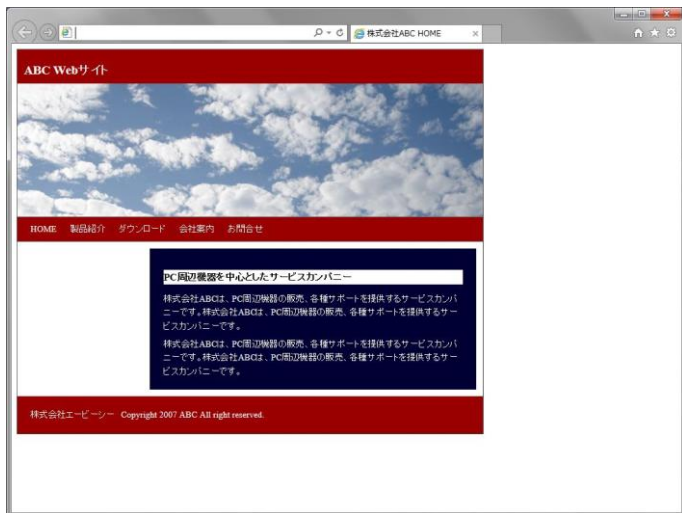 株式会社ABC HOME
ABC Webサイト
HOME 製品紹介 ダウンロード 会社案内 お問合せ
PC周辺機器を中心としたサービスカンパニー
株式会社ABCは、PC周辺機器の販売、各種サポートを提供するサービスカンパ
ニーです。株式会社ABCは、PC周辺機器の販売、各種サポートを提供するサー
ビスカンパニーです。
株式会社ABCは、PC周辺機器の販売、各種サポートを提供するサービスカンパ
ニーです。株式会社ABCは、PC周辺機器の販売、各種サポートを提供するサー
ビスカンパニーです。
株式会社エービーシー Copyright 2007 ABC All right reserved.